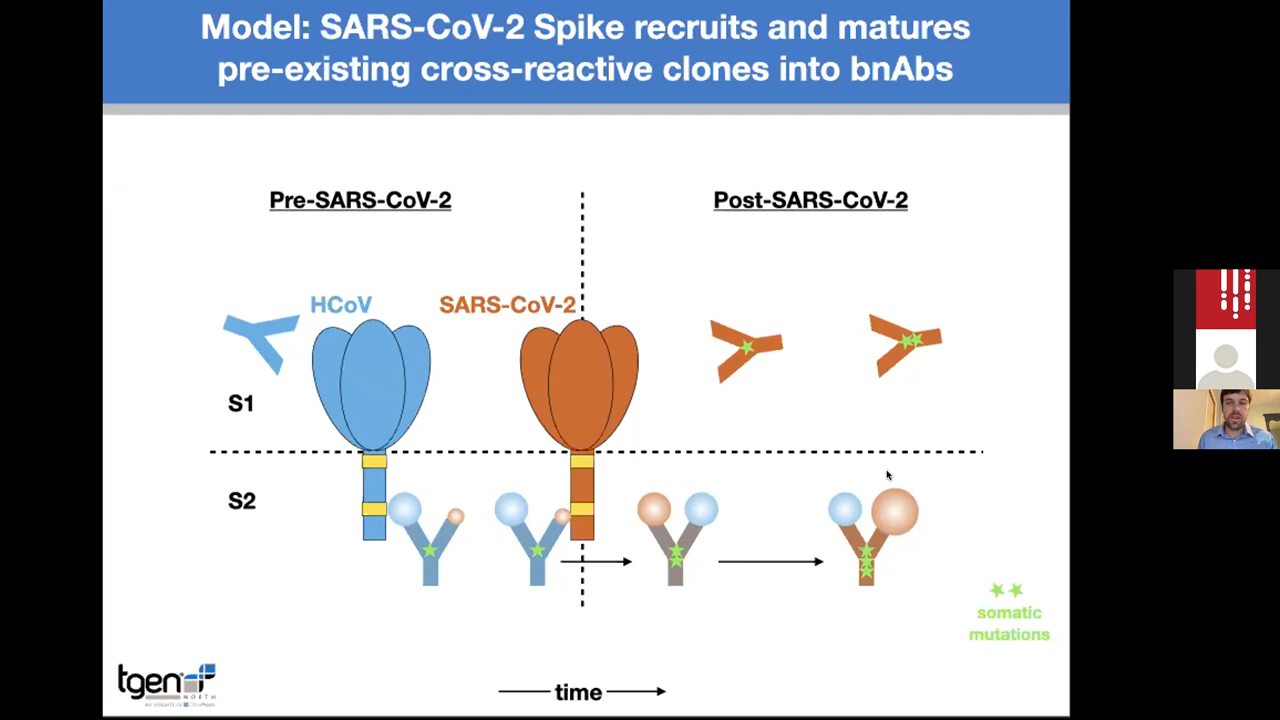 Model: SARS-CoV-2 Spike recruits and matures
pre-existing cross-reactive clones into bnAbs
Pre-SARS-CoV-2
Post-SARS-CoV-2
HCoV
SARS-CoV-2
S1
S2
somatic
mutations
time
tgen
NORTH